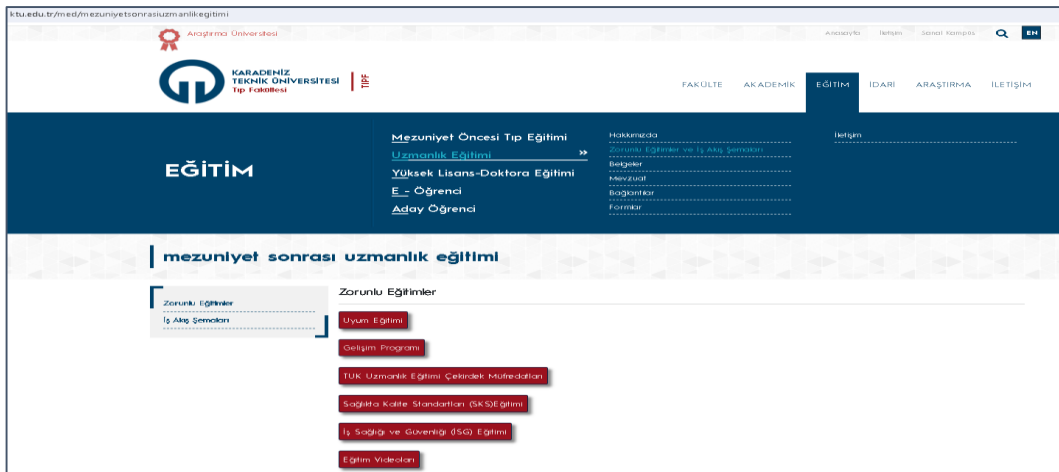 ktu.edu.tr/med/mezuniyetsonrasiuzmanlikegitimi
Araştırma Üniversitesi
Anasayfa İletişim Sanal Kampüs EN
KARADENİZ
TEKNİK ÜNİVERSİTESİ
Tıp Fakültesi
TIPF
FAKÜLTE AKADEMİK EĞİTİM İDARİ ARAŞTIRMA İLETİŞİM
EĞİTİM
Mezuniyet Öncesi Tıp Eğitimi
Uzmanlık Eğitimi »
Yüksek Lisans-Doktora Eğitimi
E - Öğrenci
Aday Öğrenci
Hakkımızda
Zorunlu Eğitimler ve İş Akış Şemaları
Belgeler
Mevzuat
Bağlantılar
Formlar
İletişim
mezuniyet sonrası uzmanlık eğitimi
Zorunlu Eğitimler
İş Akış Şemaları
Zorunlu Eğitimler
Uyum Eğitimi
Gelişim Programı
TUK Uzmanlık Eğitimi Çekirdek Müfredatları
Sağlıkta Kalite Standartları (SKS)Eğitimi
İş Sağlığı ve Güvenliği (İSG) Eğitimi
Eğitim Videoları